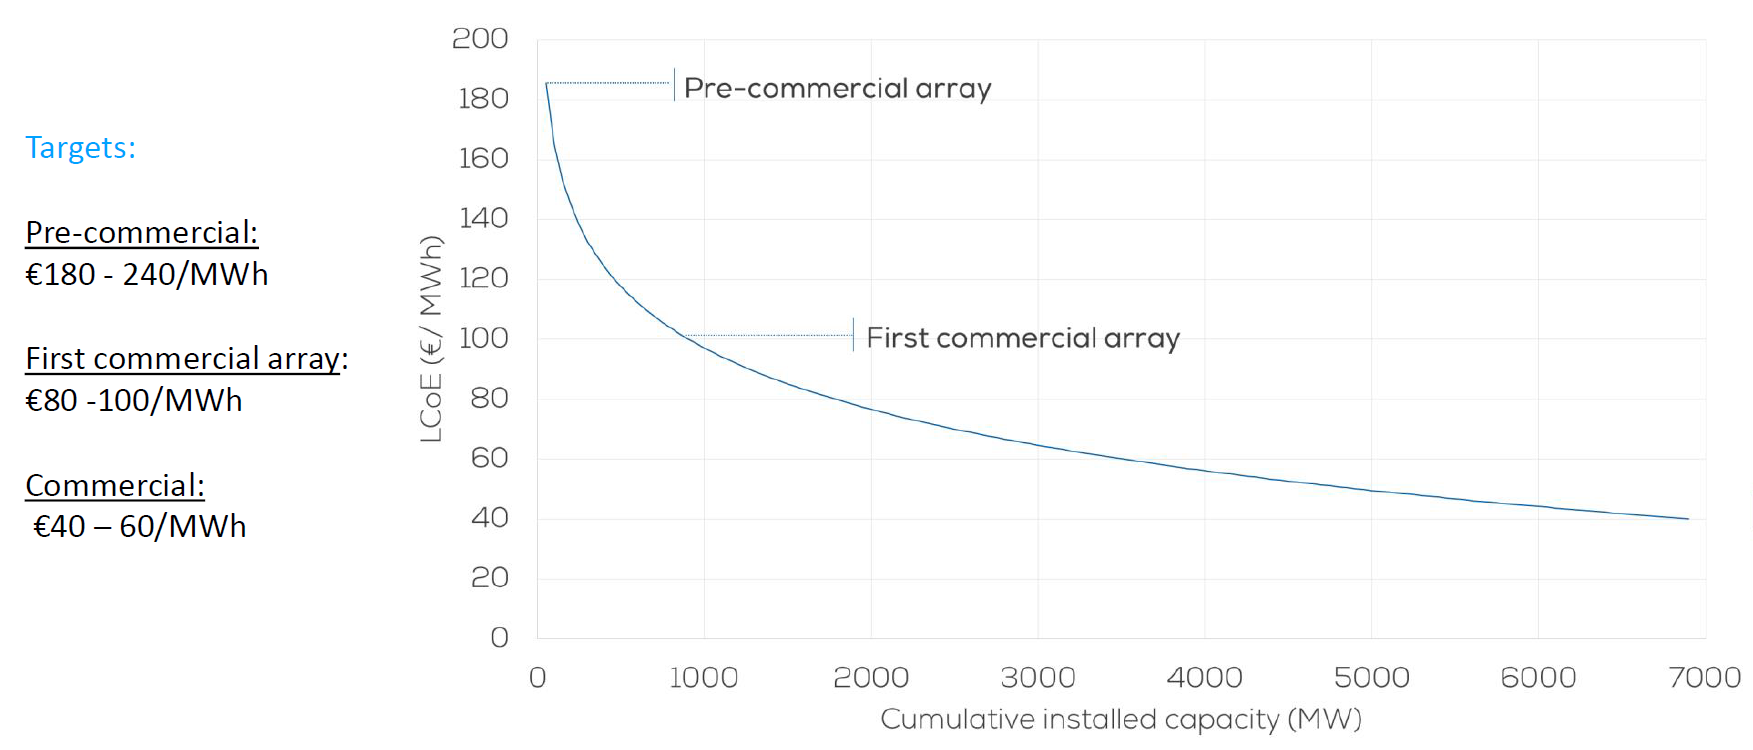 Targets:
Pre-commercial:
€180 - 240/MWh
First commercial array:
€80 -100/MWh
Commercial:
€40 – 60/MWh
LCoE (€/ MWh)
200
180
160
140
120
100
80
60
40
20
0
Pre-commercial array
First commercial array
0 1000 2000 3000 4000 5000 6000 7000
Cumulative installed capacity (MW)